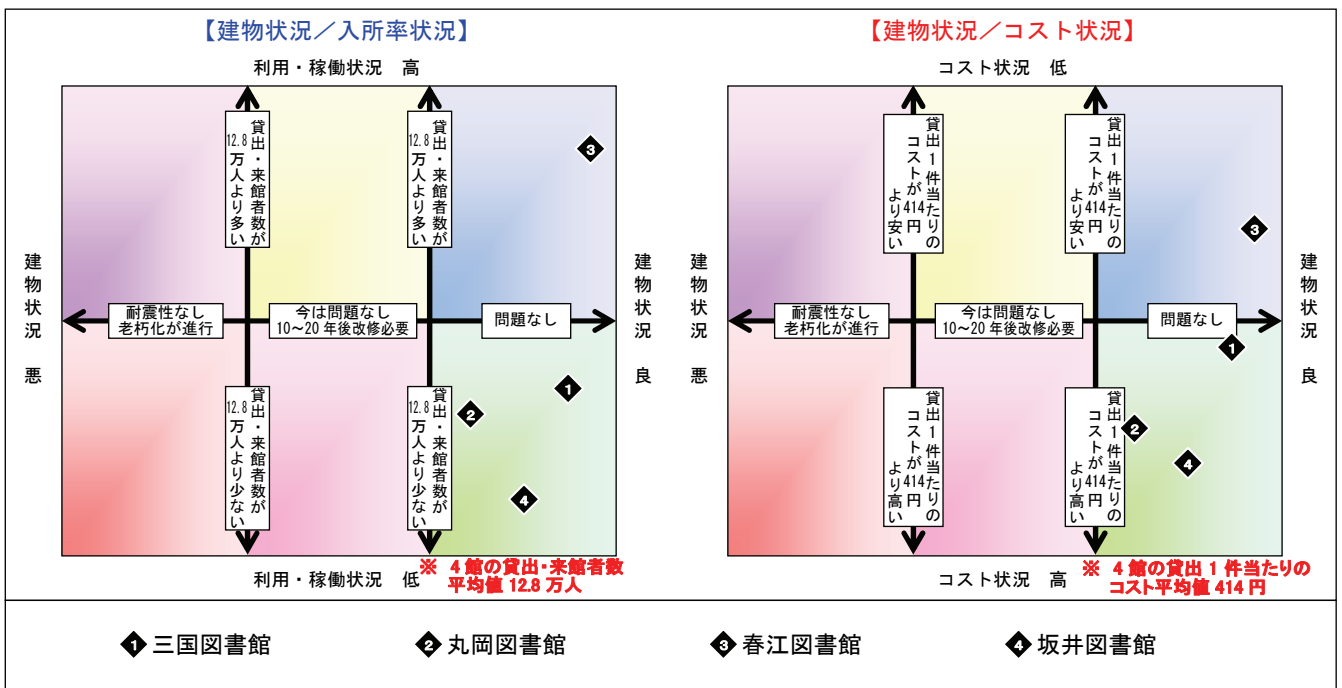 【建物状況／入所率状況】
利用・稼働状況 高
貸出・来館者数が
12.8万人より多い
貸出・来館者数が
12.8万人より多い
3
建物状況 悪
耐震性なし
老朽化が進行
今は問題なし
10～20年後改修必要
問題なし
建物状況 良
1
2
貸出・来館者数が
12.8万人より少ない
貸出・来館者数が
12.8万人より少ない
4
利用・稼働状況 低
※ 4館の貸出・来館者数
平均値 12.8 万人
【建物状況／コスト状況】
コスト状況 低
貸出1件当たりの
コストが414円
より安い
貸出1件当たりの
コストが414円
より安い
3
建物状況 悪
耐震性なし
老朽化が進行
今は問題なし
10～20年後改修必要
問題なし
建物状況 良
1
貸出1件当たりの
コストが414円
より高い
貸出1件当たりの
コストが414円
より高い
2
4
コスト状況 高
※ 4館の貸出1件当たりの
コスト平均値 414 円
1 三国図書館
2 丸岡図書館
3 春江図書館
4 坂井図書館